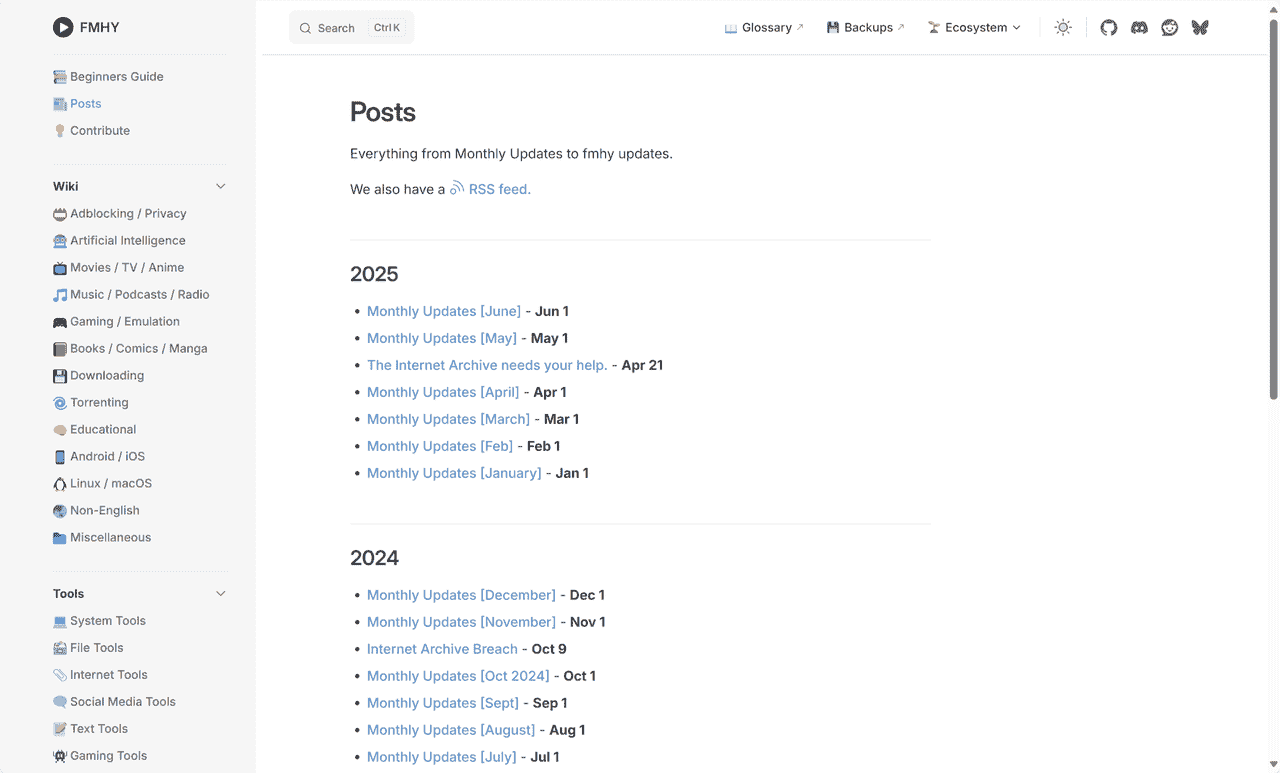 FMHY
Search Ctrl K
Glossary
Backups
Ecosystem
Beginners Guide
Posts
Contribute
Wiki
Adblocking / Privacy
Artificial Intelligence
Movies / TV / Anime
Music / Podcasts / Radio
Gaming / Emulation
Books / Comics / Manga
Downloading
Torrenting
Educational
Android / iOS
Linux / macOS
Non-English
Miscellaneous
Tools
System Tools
File Tools
Internet Tools
Social Media Tools
Text Tools
Gaming Tools
Posts
Everything from Monthly Updates to fmhy updates.
We also have a RSS feed.
2025
• Monthly Updates [June] - Jun 1
• Monthly Updates [May] - May 1
• The Internet Archive needs your help. - Apr 21
• Monthly Updates [April] - Apr 1
• Monthly Updates [March] - Mar 1
• Monthly Updates [Feb] - Feb 1
• Monthly Updates [January] - Jan 1
2024
• Monthly Updates [December] - Dec 1
• Monthly Updates [November] - Nov 1
• Internet Archive Breach - Oct 9
• Monthly Updates [Oct 2024] - Oct 1
• Monthly Updates [Sept] - Sep 1
• Monthly Updates [August] - Aug 1
• Monthly Updates [July] - Jul 1